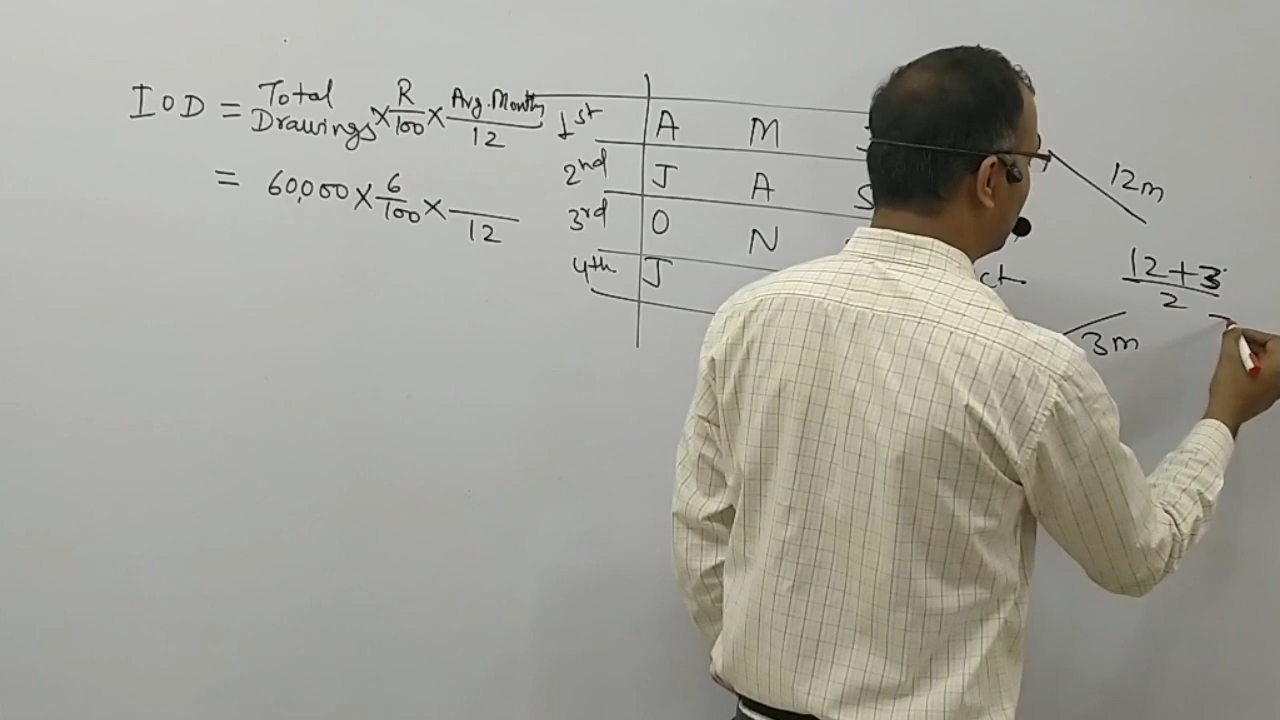 IOD = Total Drawings × R/100 × Avg. Month/12
= 60,000 × 6/100 × /12
1st A M
2nd J A S
3rd O N
4th J
12m
12+3/2
3m